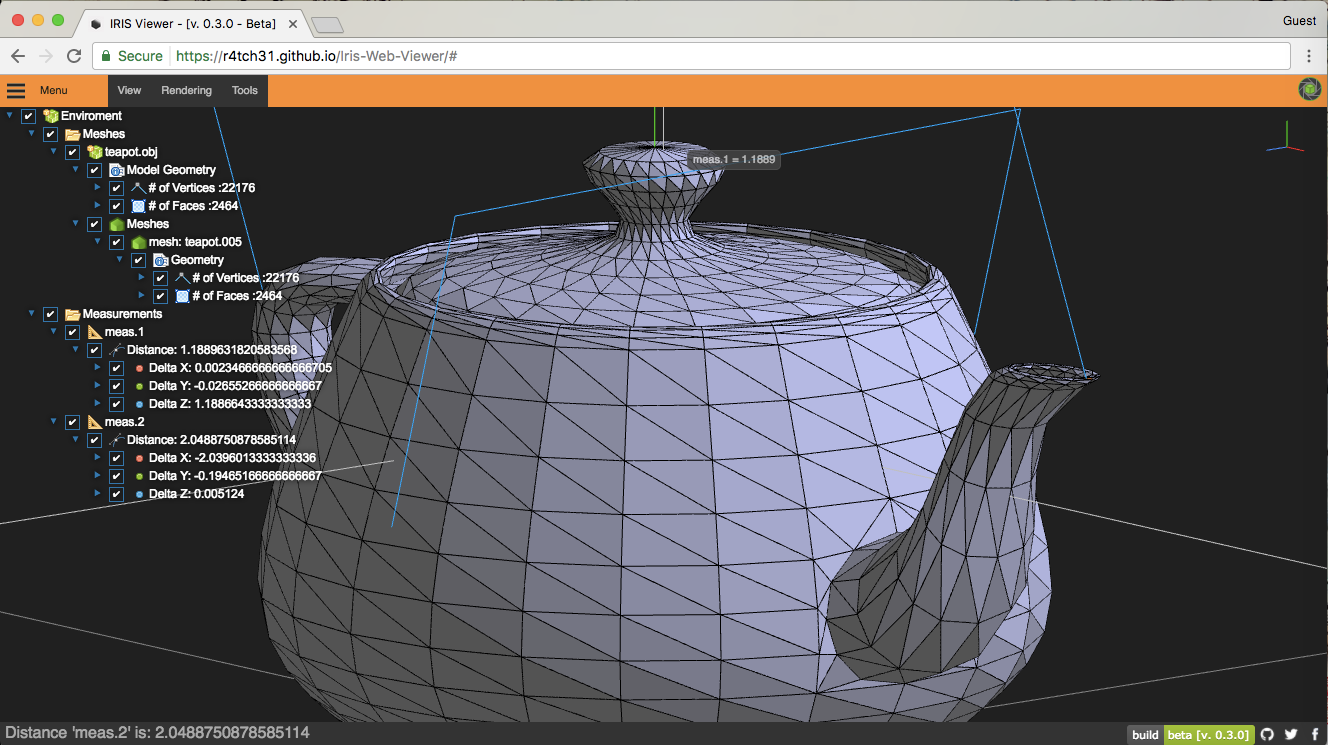 IRIS Viewer - [v. 0.3.0 - Beta]
Guest
Secure https://r4tch31.github.io/Iris-Web-Viewer/#
Menu View Rendering Tools
Enviroment
Meshes
teapot.obj
Model Geometry
# of Vertices :22176
# of Faces :2464
Meshes
mesh: teapot.005
Geometry
# of Vertices :22176
# of Faces :2464
Measurements
meas.1
Distance: 1.1889631820583568
Delta X: 0.0023466666666666705
Delta Y: -0.02655266666666667
Delta Z: 1.1886643333333333
meas.2
Distance: 2.0488750878585114
Delta X: -2.0396013333333336
Delta Y: -0.19465166666666667
Delta Z: 0.005124
meas.1 = 1.1889
Distance 'meas.2' is: 2.0488750878585114
build beta [v. 0.3.0]